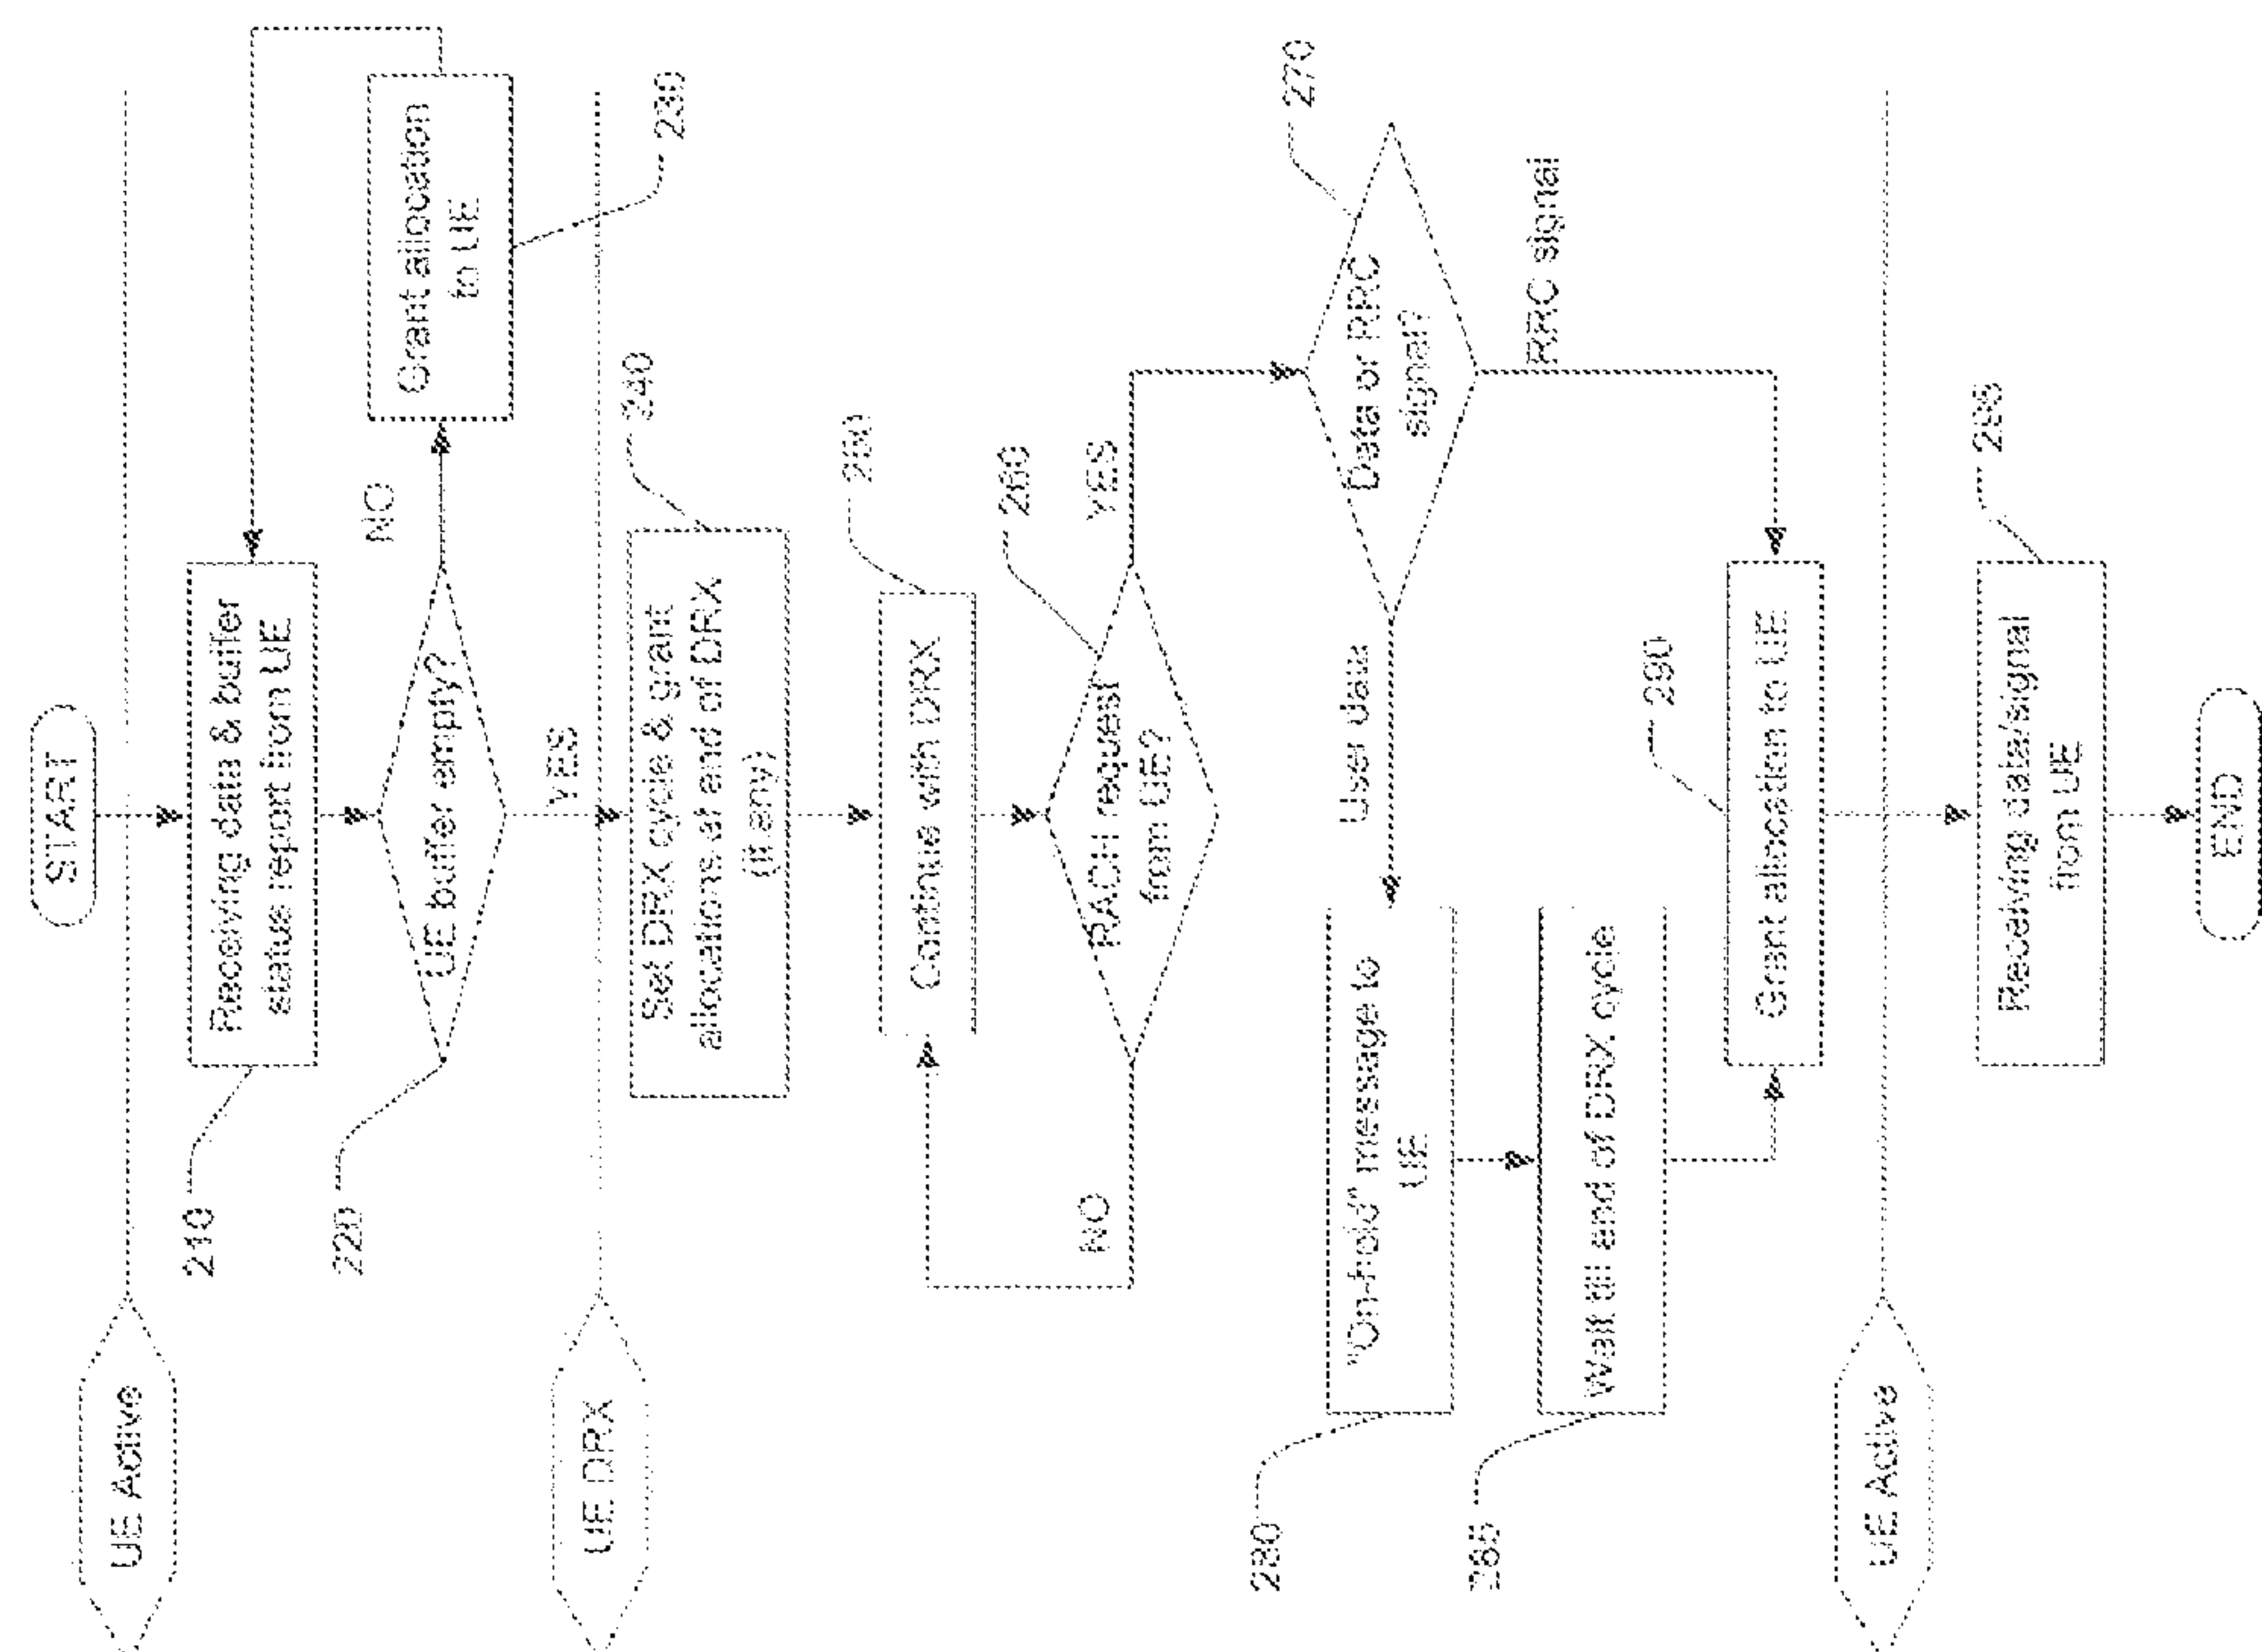 START
UE Active
Receiving data & buffer
status report from UE
210
UE buffer empty?
220
NO
Grant allocation
to UE
230
YES
UE DRX
Set DRX cycle & grant
allocations at end of DRX
(if any)
240
Continue with DRX
250
RACH request
from UE?
260
NO
YES
Data or RRC
signal?
270
User data
RRC signal
"On-hold" message to
UE
280
Wait till end of DRX cycle
285
Grant allocation to UE
290
UE Active
Receiving data/signal
from UE
295
END